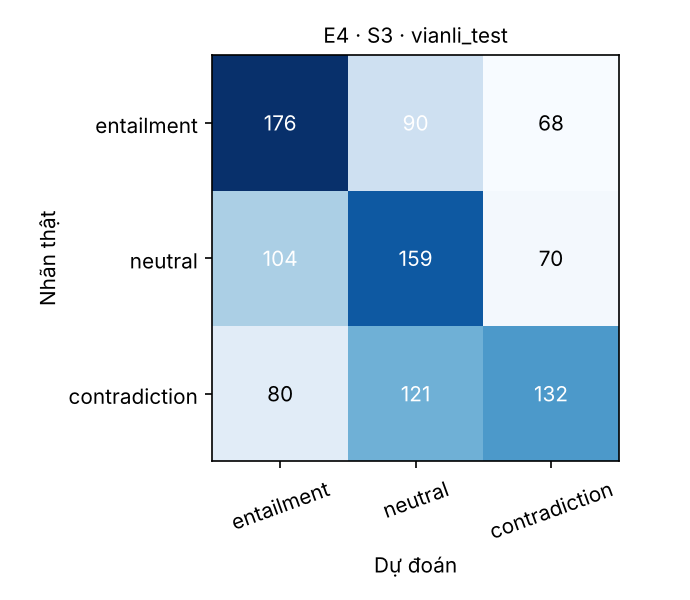 E4 · S3 · vianli_test
Nhãn thật
entailment 176 90 68
neutral 104 159 70
contradiction 80 121 132
entailment neutral contradiction
Dự đoán